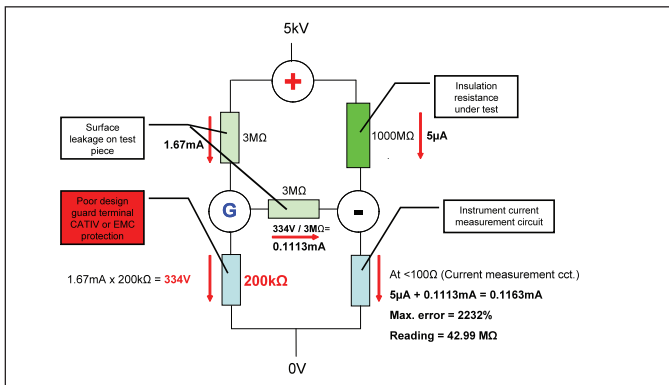 5kV
+
Insulation
resistance
under test
Surface
leakage on test
piece
3MΩ
1.67mA
1000MΩ
5µA
3MΩ
G
-
Poor design
guard terminal
CATIV or EMC
protection
334V / 3MΩ=
0.1113mA
Instrument current
measurement circuit
1.67mA x 200kΩ = 334V
200kΩ
At <100Ω (Current measurement cct.)
5µA + 0.1113mA = 0.1163mA
Max. error = 2232%
Reading = 42.99 MΩ
0V